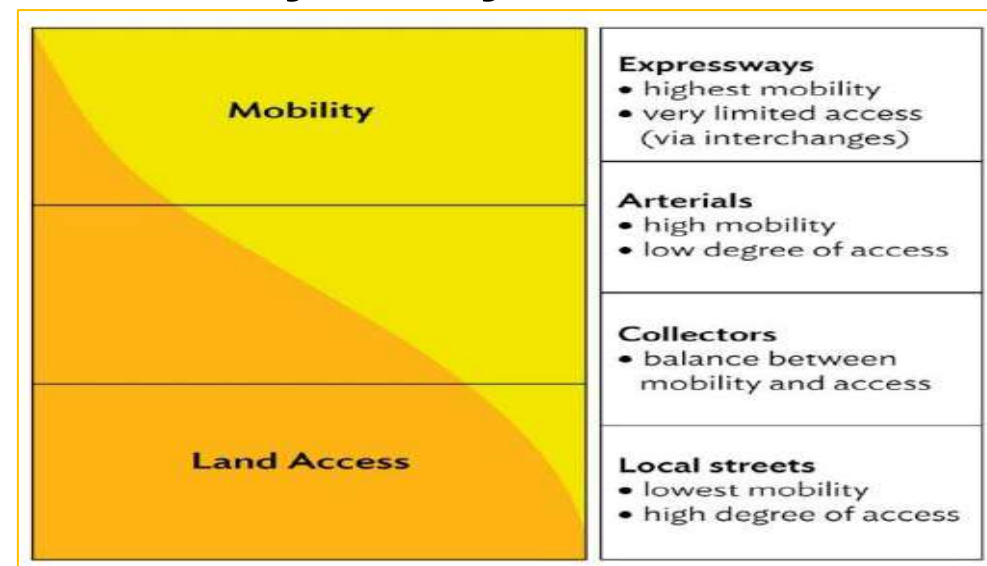 Mobility
Land Access
Expressways
• highest mobility
• very limited access
(via interchanges)
Arterials
• high mobility
• low degree of access
Collectors
• balance between
mobility and access
Local streets
• lowest mobility
• high degree of access